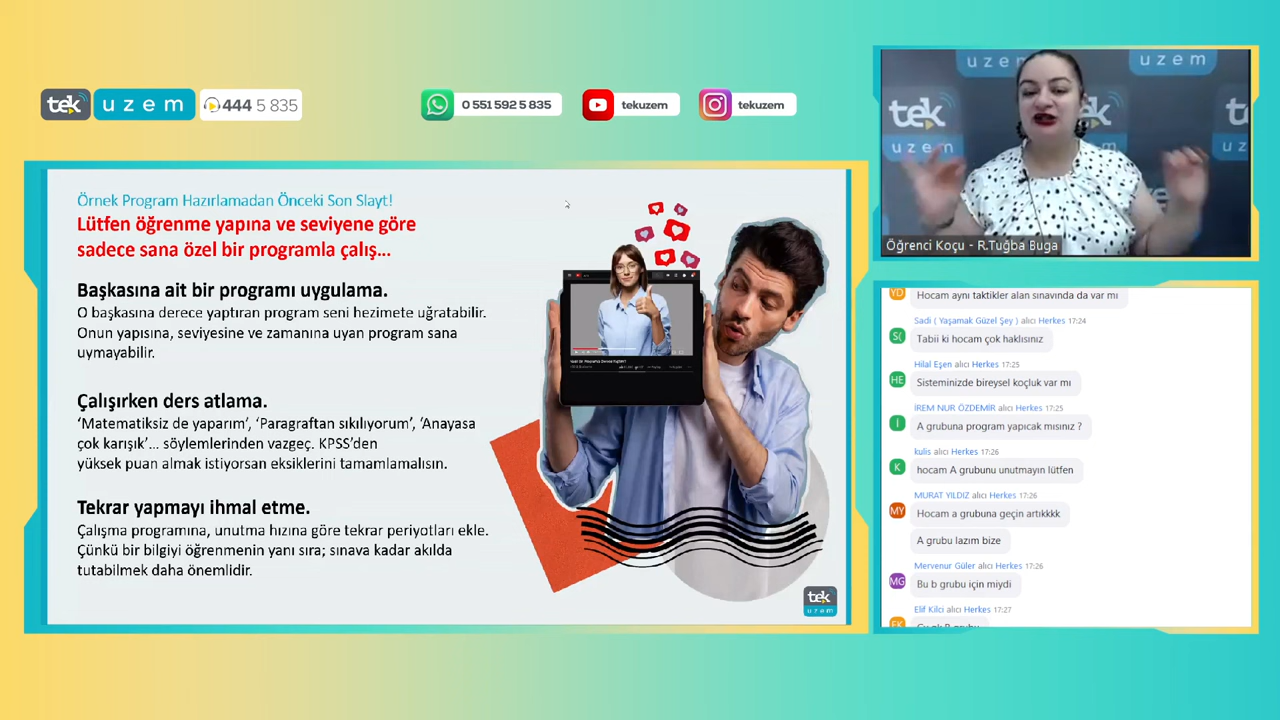 tek uzem 444 5 835
0 551 592 5 835
tekuzem
tekuzem
Örnek Program Hazırlamadan Önceki Son Slayt!
Lütfen öğrenme yapına ve seviyene göre
sadece sana özel bir programla çalış...
Başkasına ait bir programı uygulama.
O başkasına derece yaptıran program seni hezimete uğratabilir.
Onun yapısına, seviyesine ve zamanına uyan program sana
uymayabilir.
Çalışırken ders atlama.
‘Matematiksiz de yaparım’, ‘Paragraftan sıkılıyorum’, ‘Anayasa
çok karışık’... söylemlerinden vazgeç. KPSS’den
yüksek puan almak istiyorsan eksiklerini tamamlamalısın.
Tekrar yapmayı ihmal etme.
Çalışma programına, unutma hızına göre tekrar periyotları ekle.
Çünkü bir bilgiyi öğrenmenin yanı sıra; sınava kadar akılda
tutabilmek daha önemlidir.
tek
uzem
uzem
uzem
tek
uzem
Öğrenci Koçu - R.Tuğba Buga
YD
Hocam aynı taktikler alan sınavında da var mı
Sadi ( Yaşamak Güzel Şey ) alıcı Herkes 17:24
S(
Tabii ki hocam çok haklısınız
Hilal Eşen alıcı Herkes 17:25
HE
Sisteminizde bireysel koçluk var mı
İREM NUR ÖZDEMİR alıcı Herkes 17:25
İ
A grubuna program yapıcak mısınız ?
kulis alıcı Herkes 17:26
K
hocam A grubunu unutmayın lütfen
MURAT YILDIZ alıcı Herkes 17:26
MY
Hocam a grubuna geçin artıkkkk
A grubu lazım bize
Mervenur Güler alıcı Herkes 17:26
MG
Bu b grubu için miydi
Elif Kilci alıcı Herkes 17:27
EK